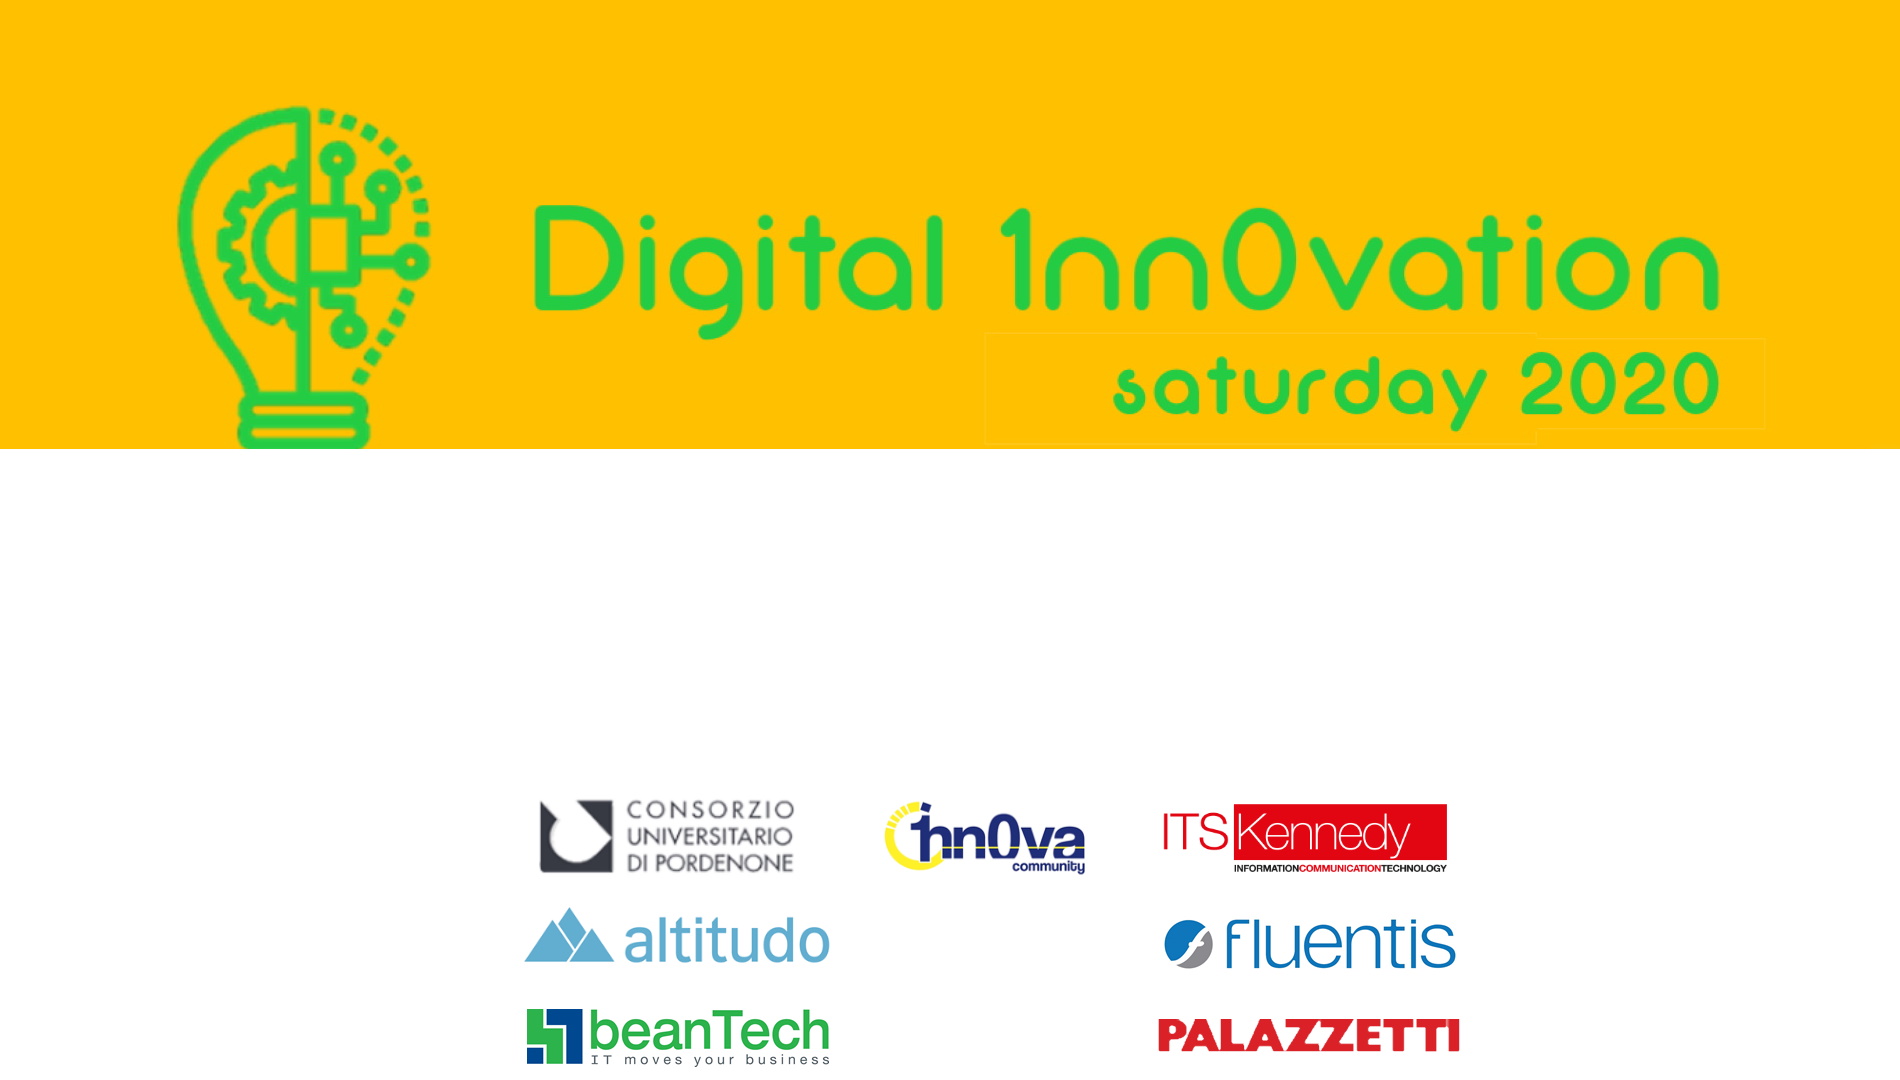 Digital 1nn0vation
saturday 2020
CONSORZIO
UNIVERSITARIO
DI PORDENONE
1nn0va
community
ITS Kennedy
INFORMATIONCOMMUNICATIONTECHNOLOGY
altitudo
fluentis
beanTech
IT moves your business
PALAZZETTI